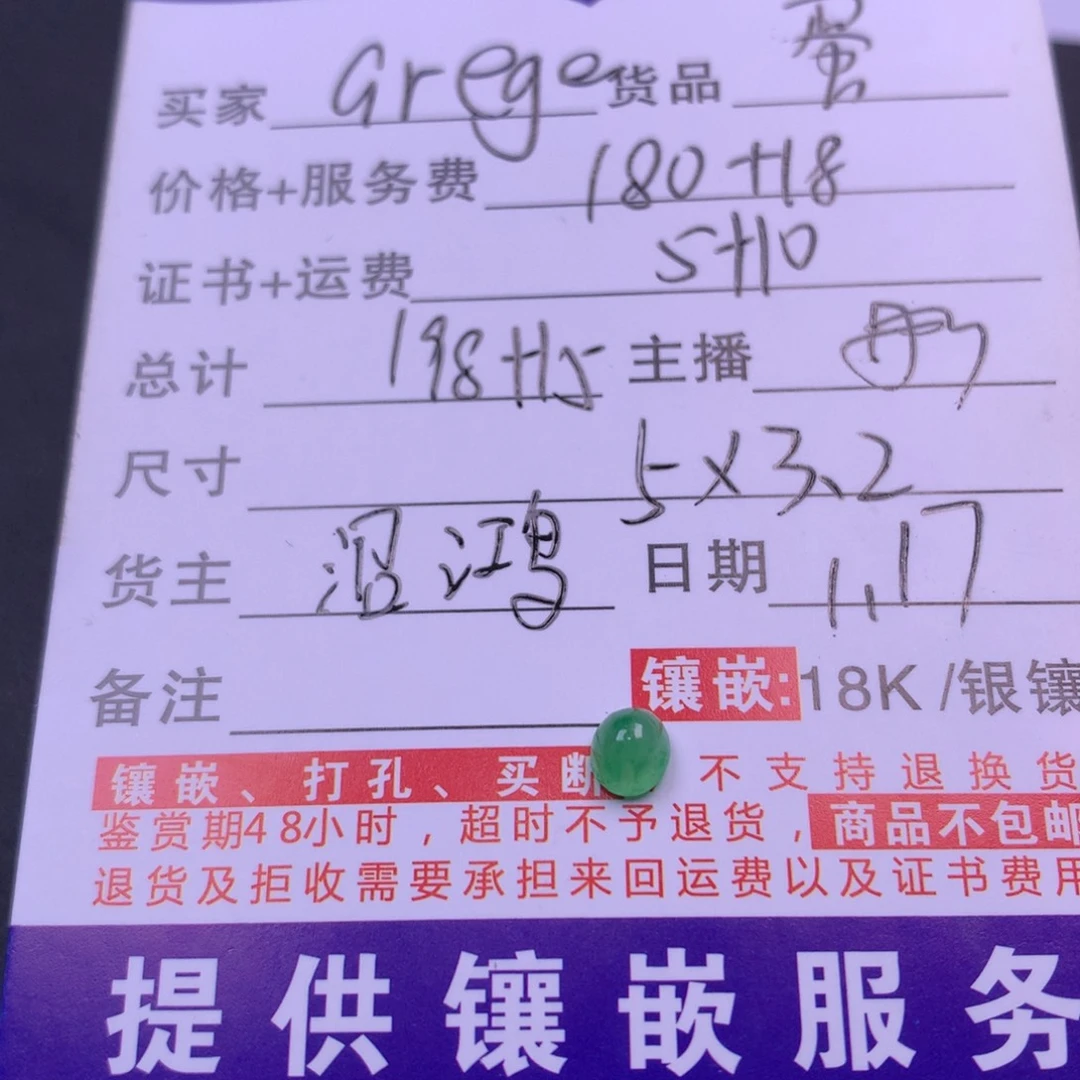 买家 Grege 货品 蛋
价格+服务费 180+18
证书+运费 5+10
总计 198+15 主播
尺寸 5×3.2
货主 鸿 日期 1.17
备注 镶嵌:18K/银镶
镶嵌、打孔、买断 不支持退换货
鉴赏期48小时，超时不予退货，商品不包邮
退货及拒收需要承担来回运费以及证书费用
提供镶嵌服务